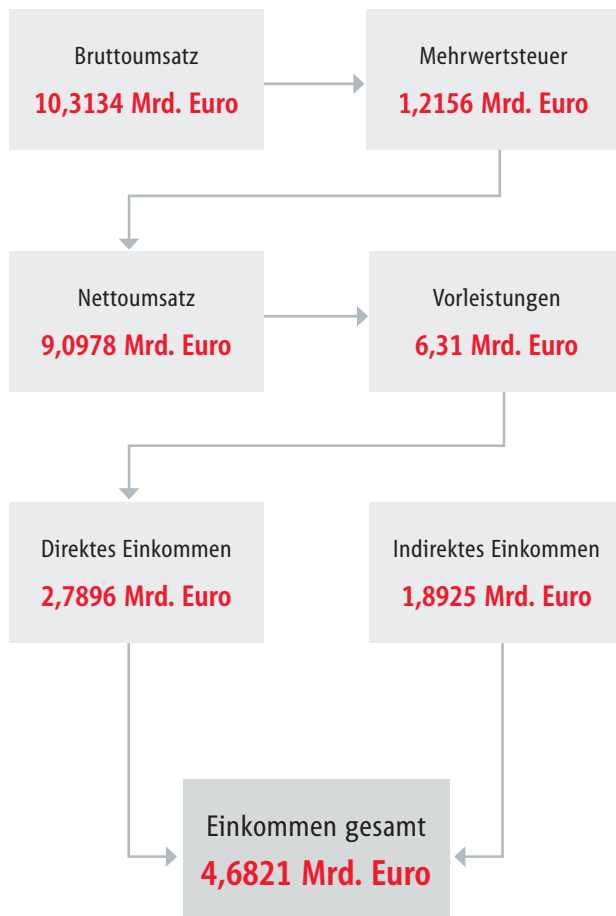 Bruttoumsatz
10,3134 Mrd. Euro
Mehrwertsteuer
1,2156 Mrd. Euro
Nettoumsatz
9,0978 Mrd. Euro
Vorleistungen
6,31 Mrd. Euro
Direktes Einkommen
2,7896 Mrd. Euro
Indirektes Einkommen
1,8925 Mrd. Euro
Einkommen gesamt
4,6821 Mrd. Euro